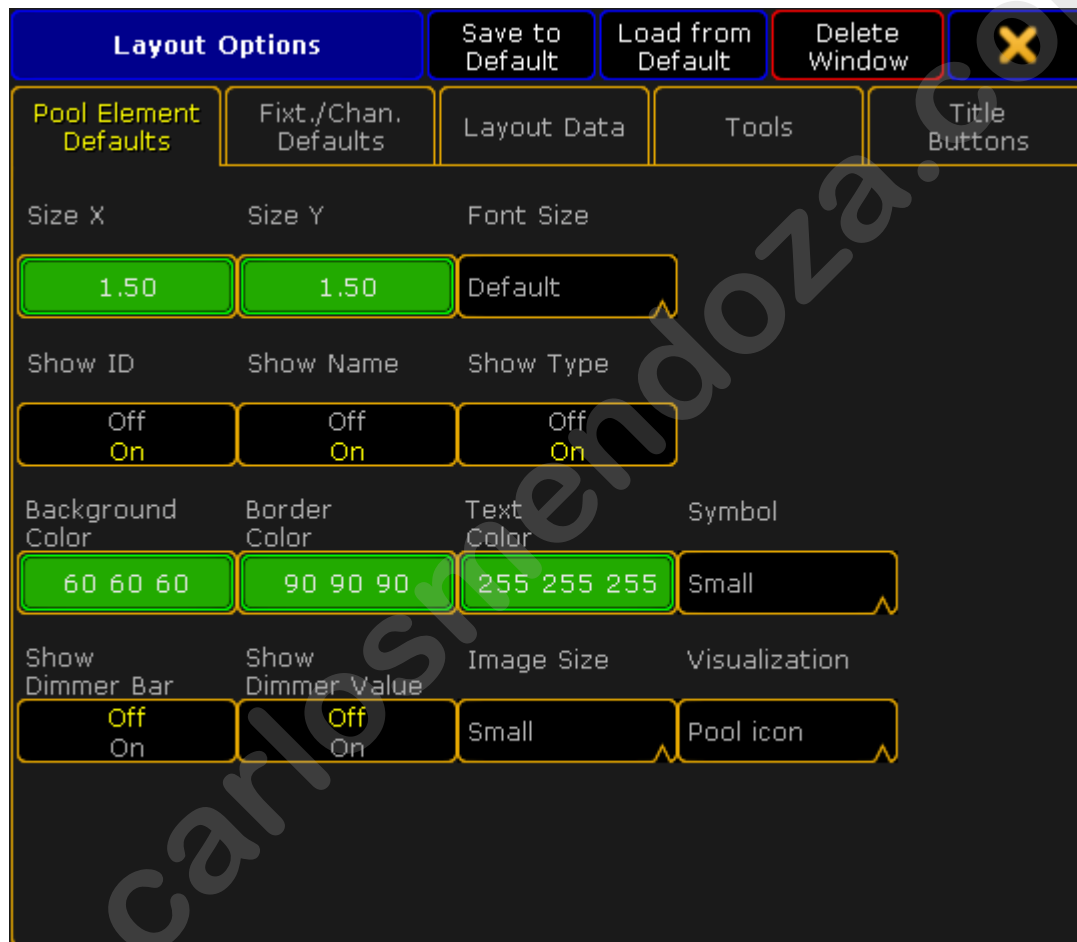 Layout Options
Save to
Default
Load from
Default
Delete
Window
Pool Element
Defaults
Fixt./Chan.
Defaults
Layout Data
Tools
Title
Buttons
Size X
Size Y
Font Size
1.50
1.50
Default
Show ID
Show Name
Show Type
Off
On
Off
On
Off
On
Background
Color
Border
Color
Text
Color
Symbol
60 60 60
90 90 90
255 255 255
Small
Show
Dimmer Bar
Show
Dimmer Value
Image Size
Visualization
Off
On
Off
On
Small
Pool icon
carlosmendoza.co